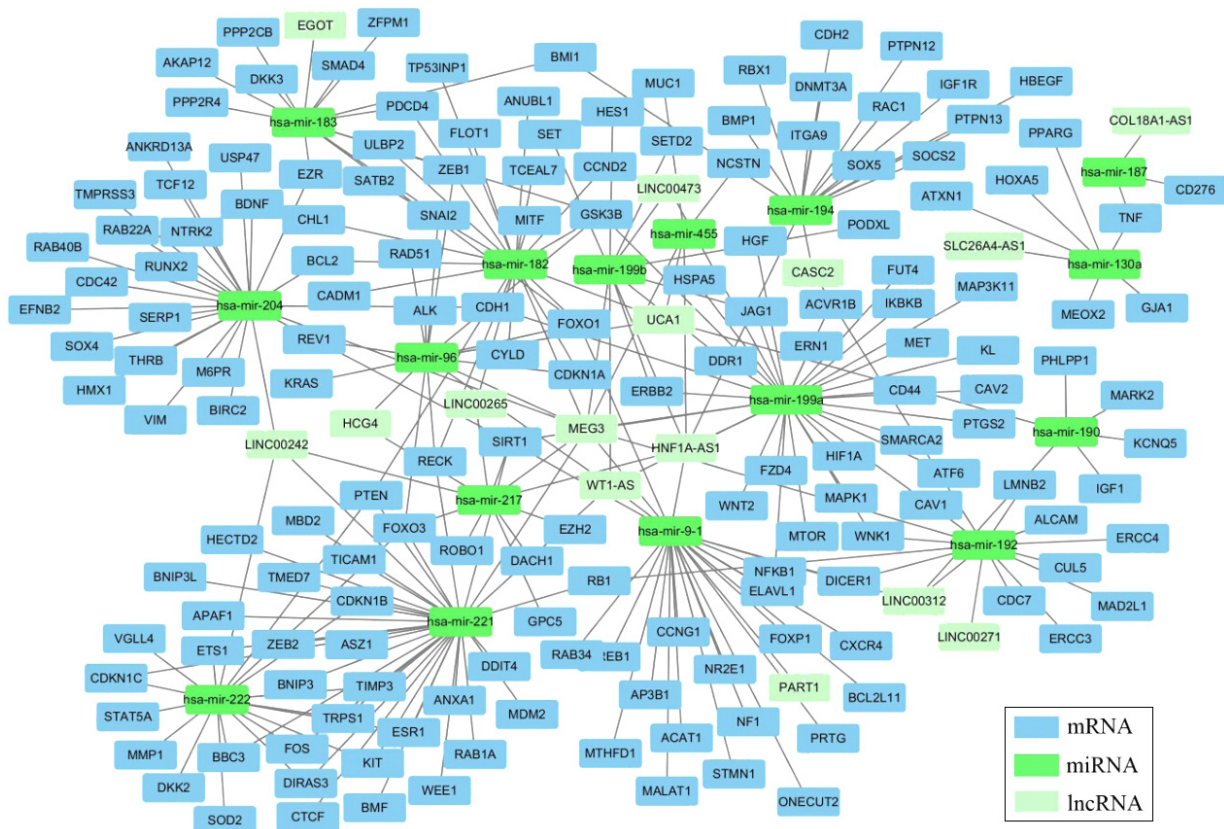 EGOT
ZFPM1
PPP2CB
CDH2
PTPN12
AKAP12
DKK3
SMAD4
TP53INP1
BMI1
MUC1
RBX1
DNMT3A
IGF1R
HBEGF
PPP2R4
PDCD4
ANUBL1
HES1
BMP1
RAC1
PTPN13
COL18A1-AS1
hsa-mir-183
FLOT1
SET
SETD2
ITGA9
PPARG
ANKRD13A
USP47
ULBP2
CCND2
NCSTN
SOX5
SOCS2
hsa-mir-187
TCF12
EZR
ZEB1
TCEAL7
LINC00473
HOXA5
CD276
TMPRSS3
BDNF
SATB2
ATXN1
RAB22A
NTRK2
CHL1
SNAI2
MITF
GSK3B
hsa-mir-194
PODXL
TNF
RAB40B
RAD51
hsa-mir-455
HGF
SLC26A4-AS1
RUNX2
BCL2
hsa-mir-182
hsa-mir-199b
hsa-mir-130a
CDC42
CADM1
HSPA5
CASC2
FUT4
MAP3K11
EFNB2
hsa-mir-204
ALK
CDH1
FOXO1
UCA1
JAG1
ACVR1B
IKBKB
MEOX2
GJA1
SERP1
SOX4
REV1
hsa-mir-96
CYLD
DDR1
ERN1
MET
KL
THRB
M6PR
CDKN1A
PHLPP1
HMX1
KRAS
ERBB2
hsa-mir-199a
CD44
CAV2
MARK2
VIM
BIRC2
LINC00265
PTGS2
hsa-mir-190
HCG4
MEG3
KCNQ5
LINC00242
SIRT1
HNF1A-AS1
SMARCA2
RECK
FZD4
HIF1A
ATF6
LMNB2
IGF1
WT1-AS
PTEN
hsa-mir-217
WNT2
MAPK1
CAV1
MBD2
FOXO3
EZH2
hsa-mir-9-1
ALCAM
HECTD2
TICAM1
ROBO1
DACH1
MTOR
WNK1
hsa-mir-192
ERCC4
BNIP3L
TMED7
RB1
NFKB1
DICER1
CUL5
CDKN1B
ELAVL1
LINC00312
CDC7
MAD2L1
APAF1
hsa-mir-221
GPC5
VGLL4
ETS1
ZEB2
ASZ1
CCNG1
FOXP1
CXCR4
LINC00271
ERCC3
RAB34
REB1
CDKN1C
BNIP3
TIMP3
DDIT4
NR2E1
hsa-mir-222
ANXA1
AP3B1
PART1
BCL2L11
STAT5A
TRPS1
MDM2
MMP1
BBC3
FOS
ESR1
RAB1A
MTHFD1
ACAT1
NF1
PRTG
mRNA
DKK2
DIRAS3
KIT
WEE1
MALAT1
STMN1
miRNA
SOD2
CTCF
BMF
ONECUT2
lncRNA